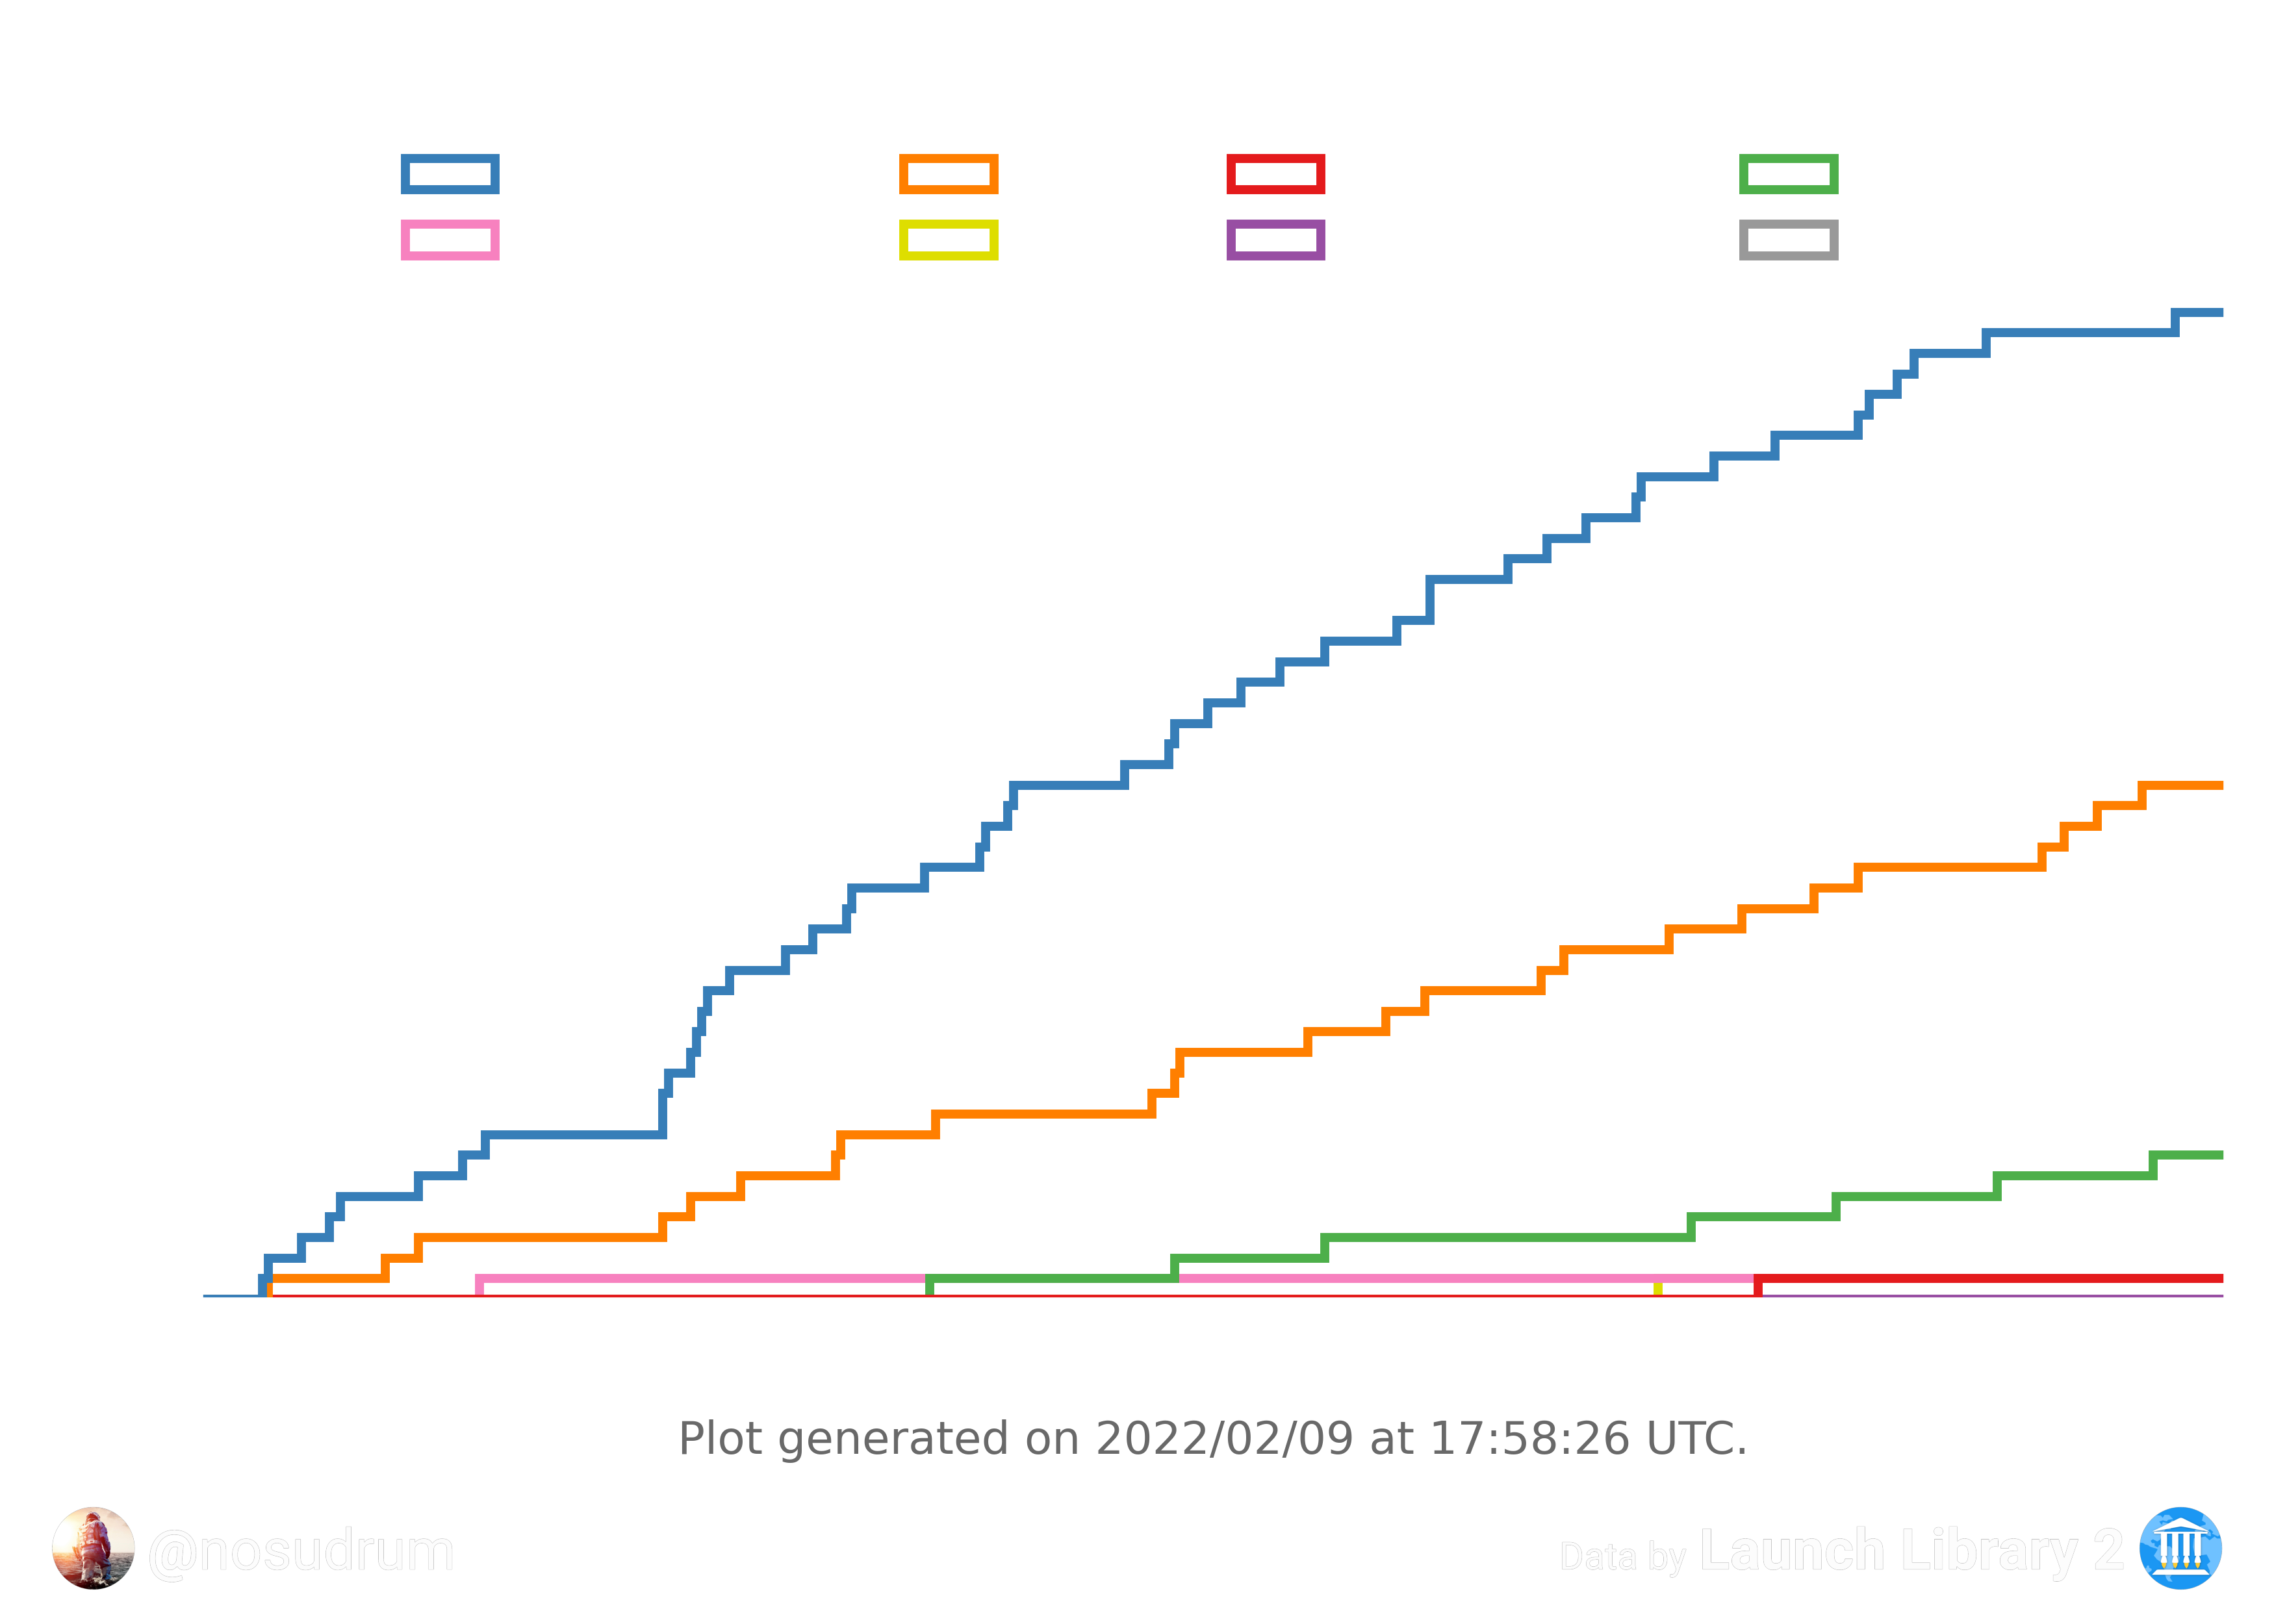 Plot generated on 2022/02/09 at 17:58:26 UTC.
@nosudrum
Data by Launch Library 2